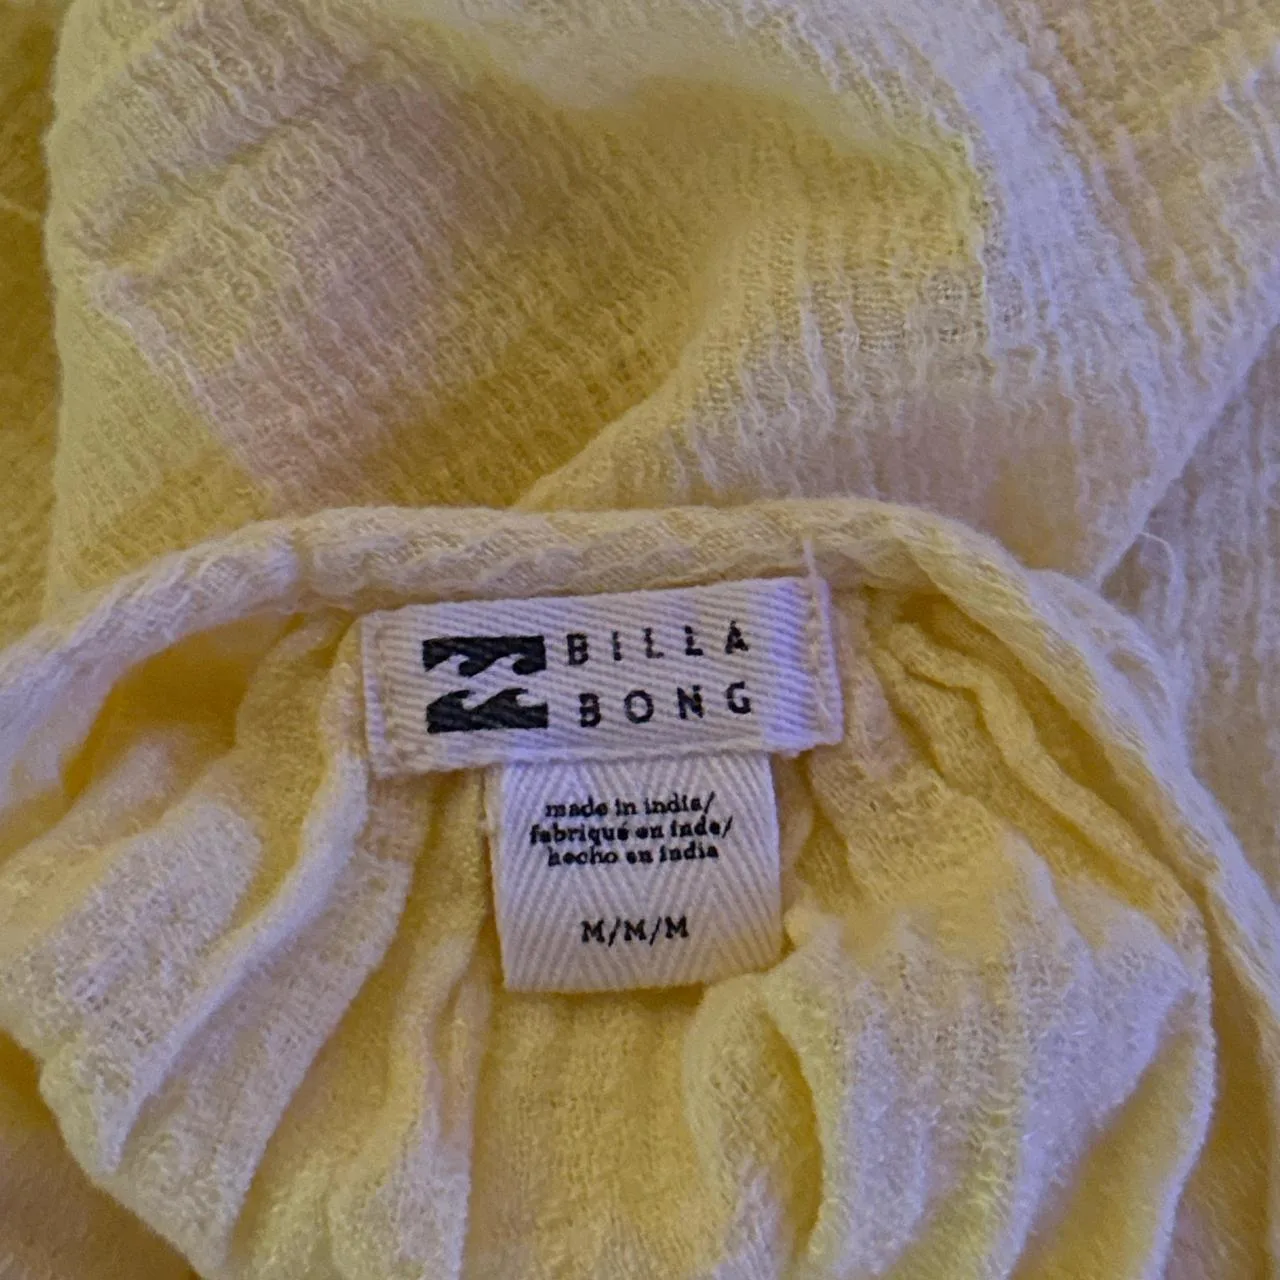 BILLA
BONG
made in india/
fabriqué en inde/
hecho en india
M/M/M